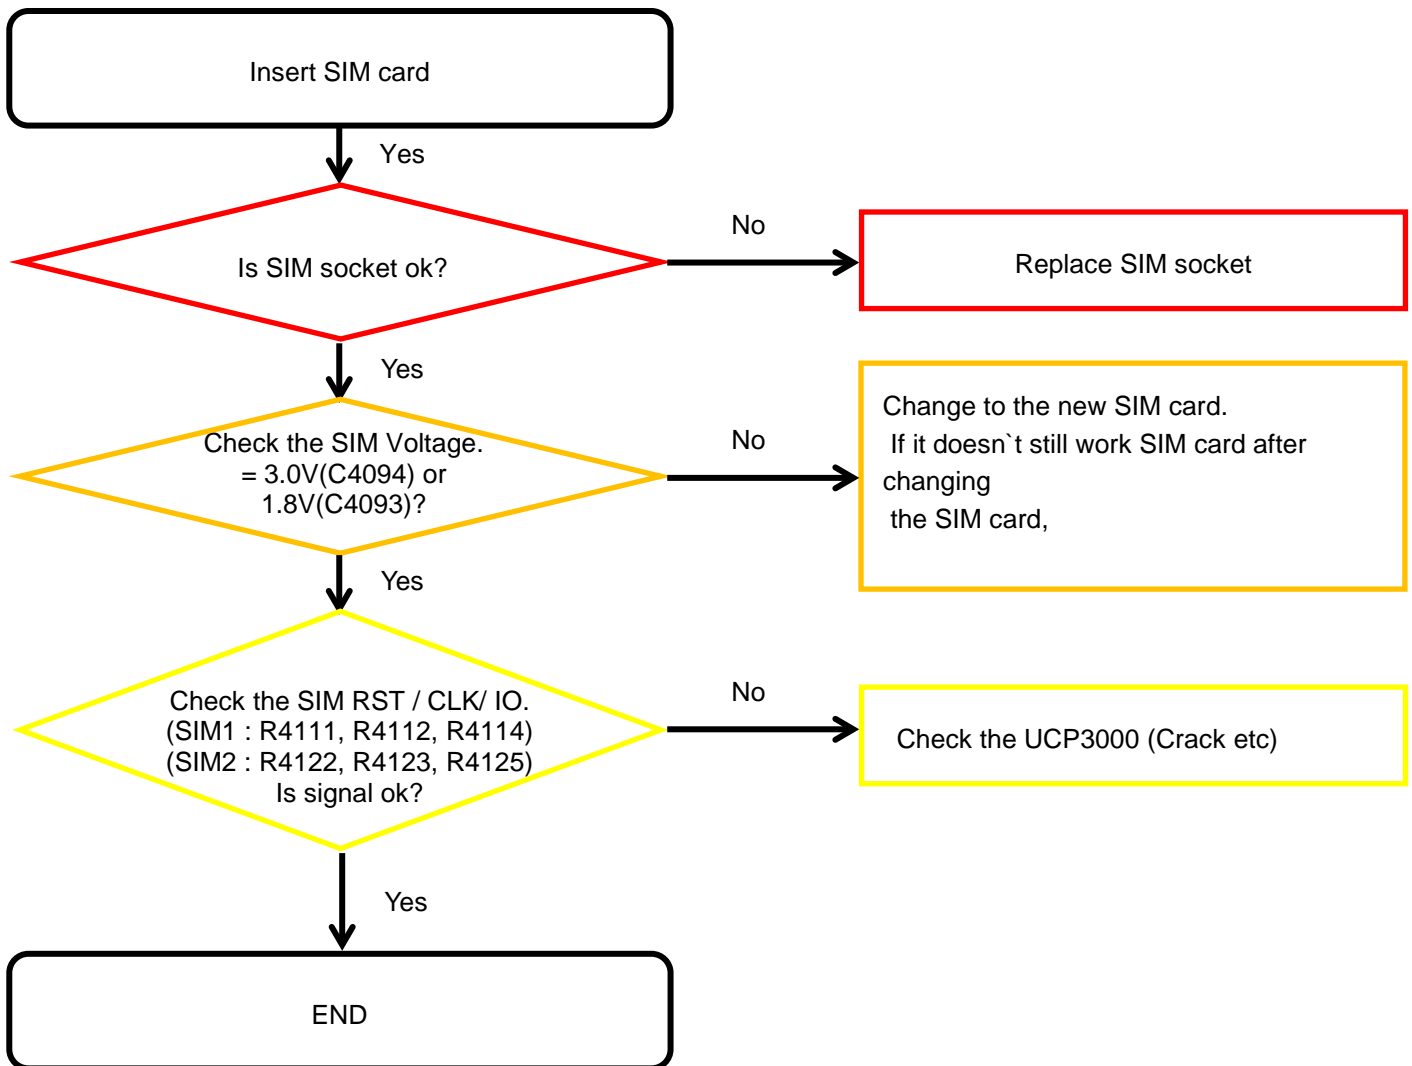 Insert SIM card
Yes
Is SIM socket ok?
No
Replace SIM socket
Yes
Check the SIM Voltage.
= 3.0V(C4094) or
1.8V(C4093)?
No
Change to the new SIM card.
If it doesn`t still work SIM card after
changing
the SIM card,
Yes
Check the SIM RST / CLK/ IO.
(SIM1 : R4111, R4112, R4114)
(SIM2 : R4122, R4123, R4125)
Is signal ok?
No
Check the UCP3000 (Crack etc)
Yes
END